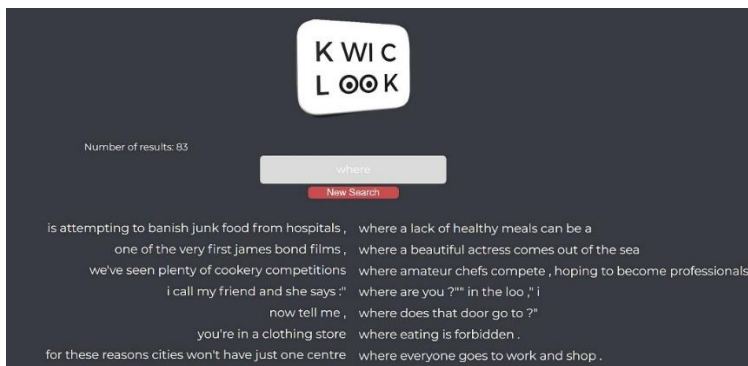 KWIC
LOOK
Number of results: 83
where
New Search
is attempting to banish junk food from hospitals , where a lack of healthy meals can be a
one of the very first james bond films , where a beautiful actress comes out of the sea
we've seen plenty of cookery competitions where amateur chefs compete , hoping to become professionals
i call my friend and she says :" where are you ?"" in the loo ," i
now tell me , where does that door go to ?"
you're in a clothing store where eating is forbidden .
for these reasons cities won't have just one centre where everyone goes to work and shop .